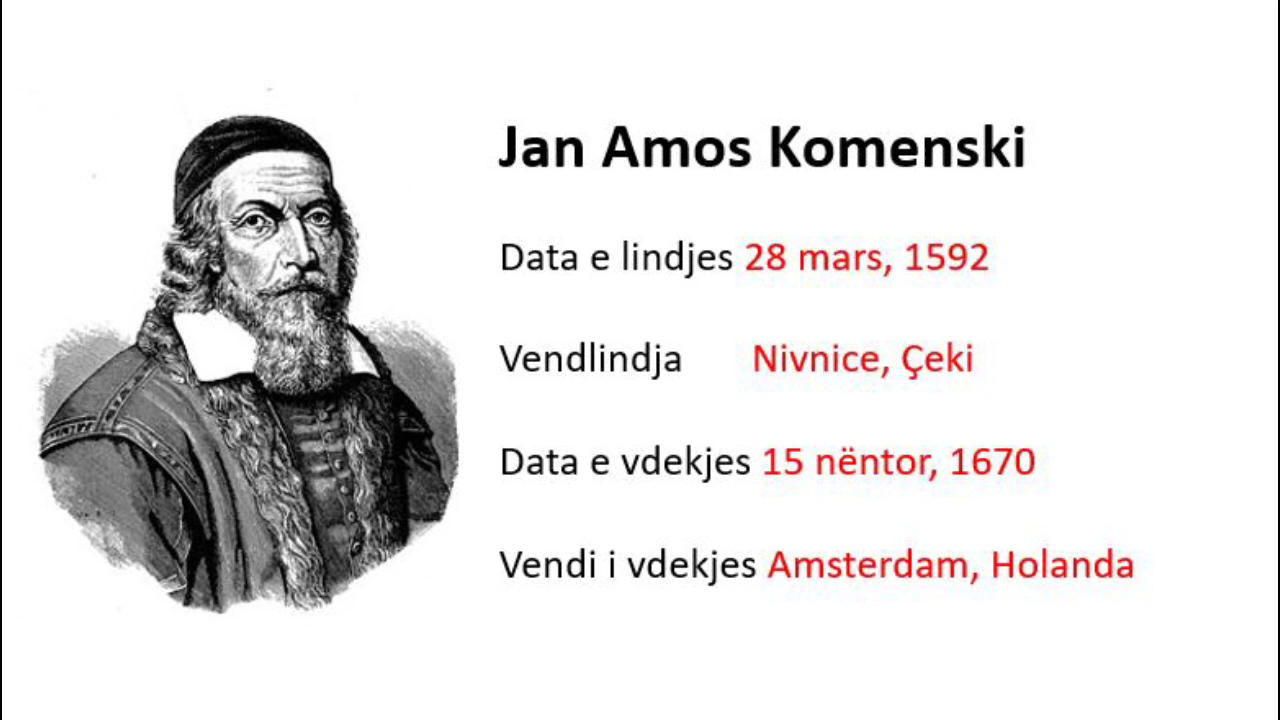 Jan Amos Komenski
Data e lindjes 28 mars, 1592
Vendlindja Nivnice, Çeki
Data e vdekjes 15 nëntor, 1670
Vendi i vdekjes Amsterdam, Holanda